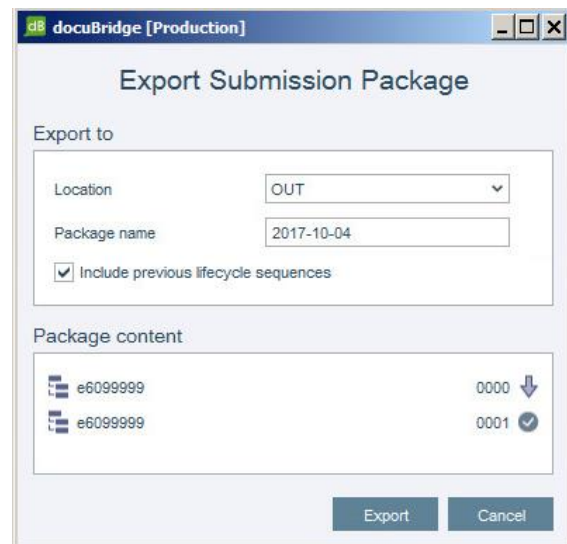 dB docuBridge [Production]
Export Submission Package
Export to
Location OUT
Package name 2017-10-04
Include previous lifecycle sequences
Package content
e6099999 0000
e6099999 0001
Export Cancel